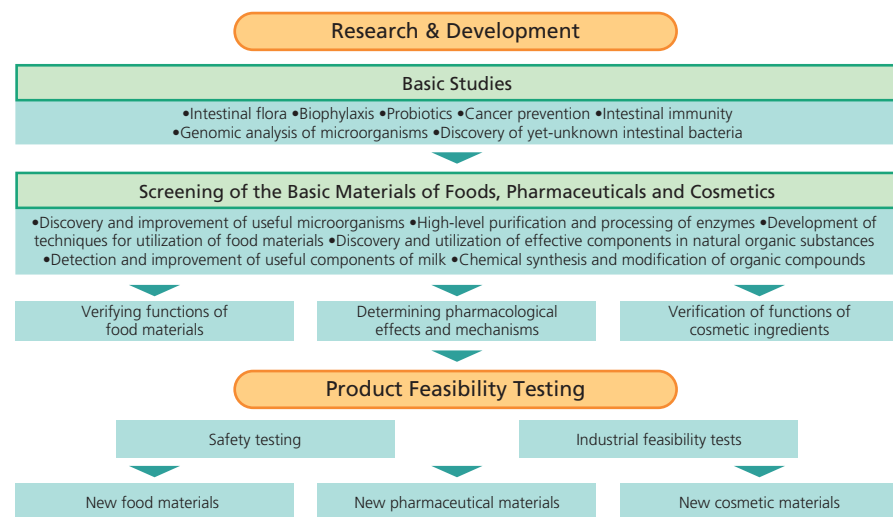 Research & Development
Basic Studies
•Intestinal flora •Biophylaxis •Probiotics •Cancer prevention •Intestinal immunity
•Genomic analysis of microorganisms •Discovery of yet-unknown intestinal bacteria
Screening of the Basic Materials of Foods, Pharmaceuticals and Cosmetics
•Discovery and improvement of useful microorganisms •High-level purification and processing of enzymes •Development of
techniques for utilization of food materials •Discovery and utilization of effective components in natural organic substances
•Detection and improvement of useful components of milk •Chemical synthesis and modification of organic compounds
Verifying functions of
food materials
Determining pharmacological
effects and mechanisms
Verification of functions of
cosmetic ingredients
Product Feasibility Testing
Safety testing
Industrial feasibility tests
New food materials
New pharmaceutical materials
New cosmetic materials